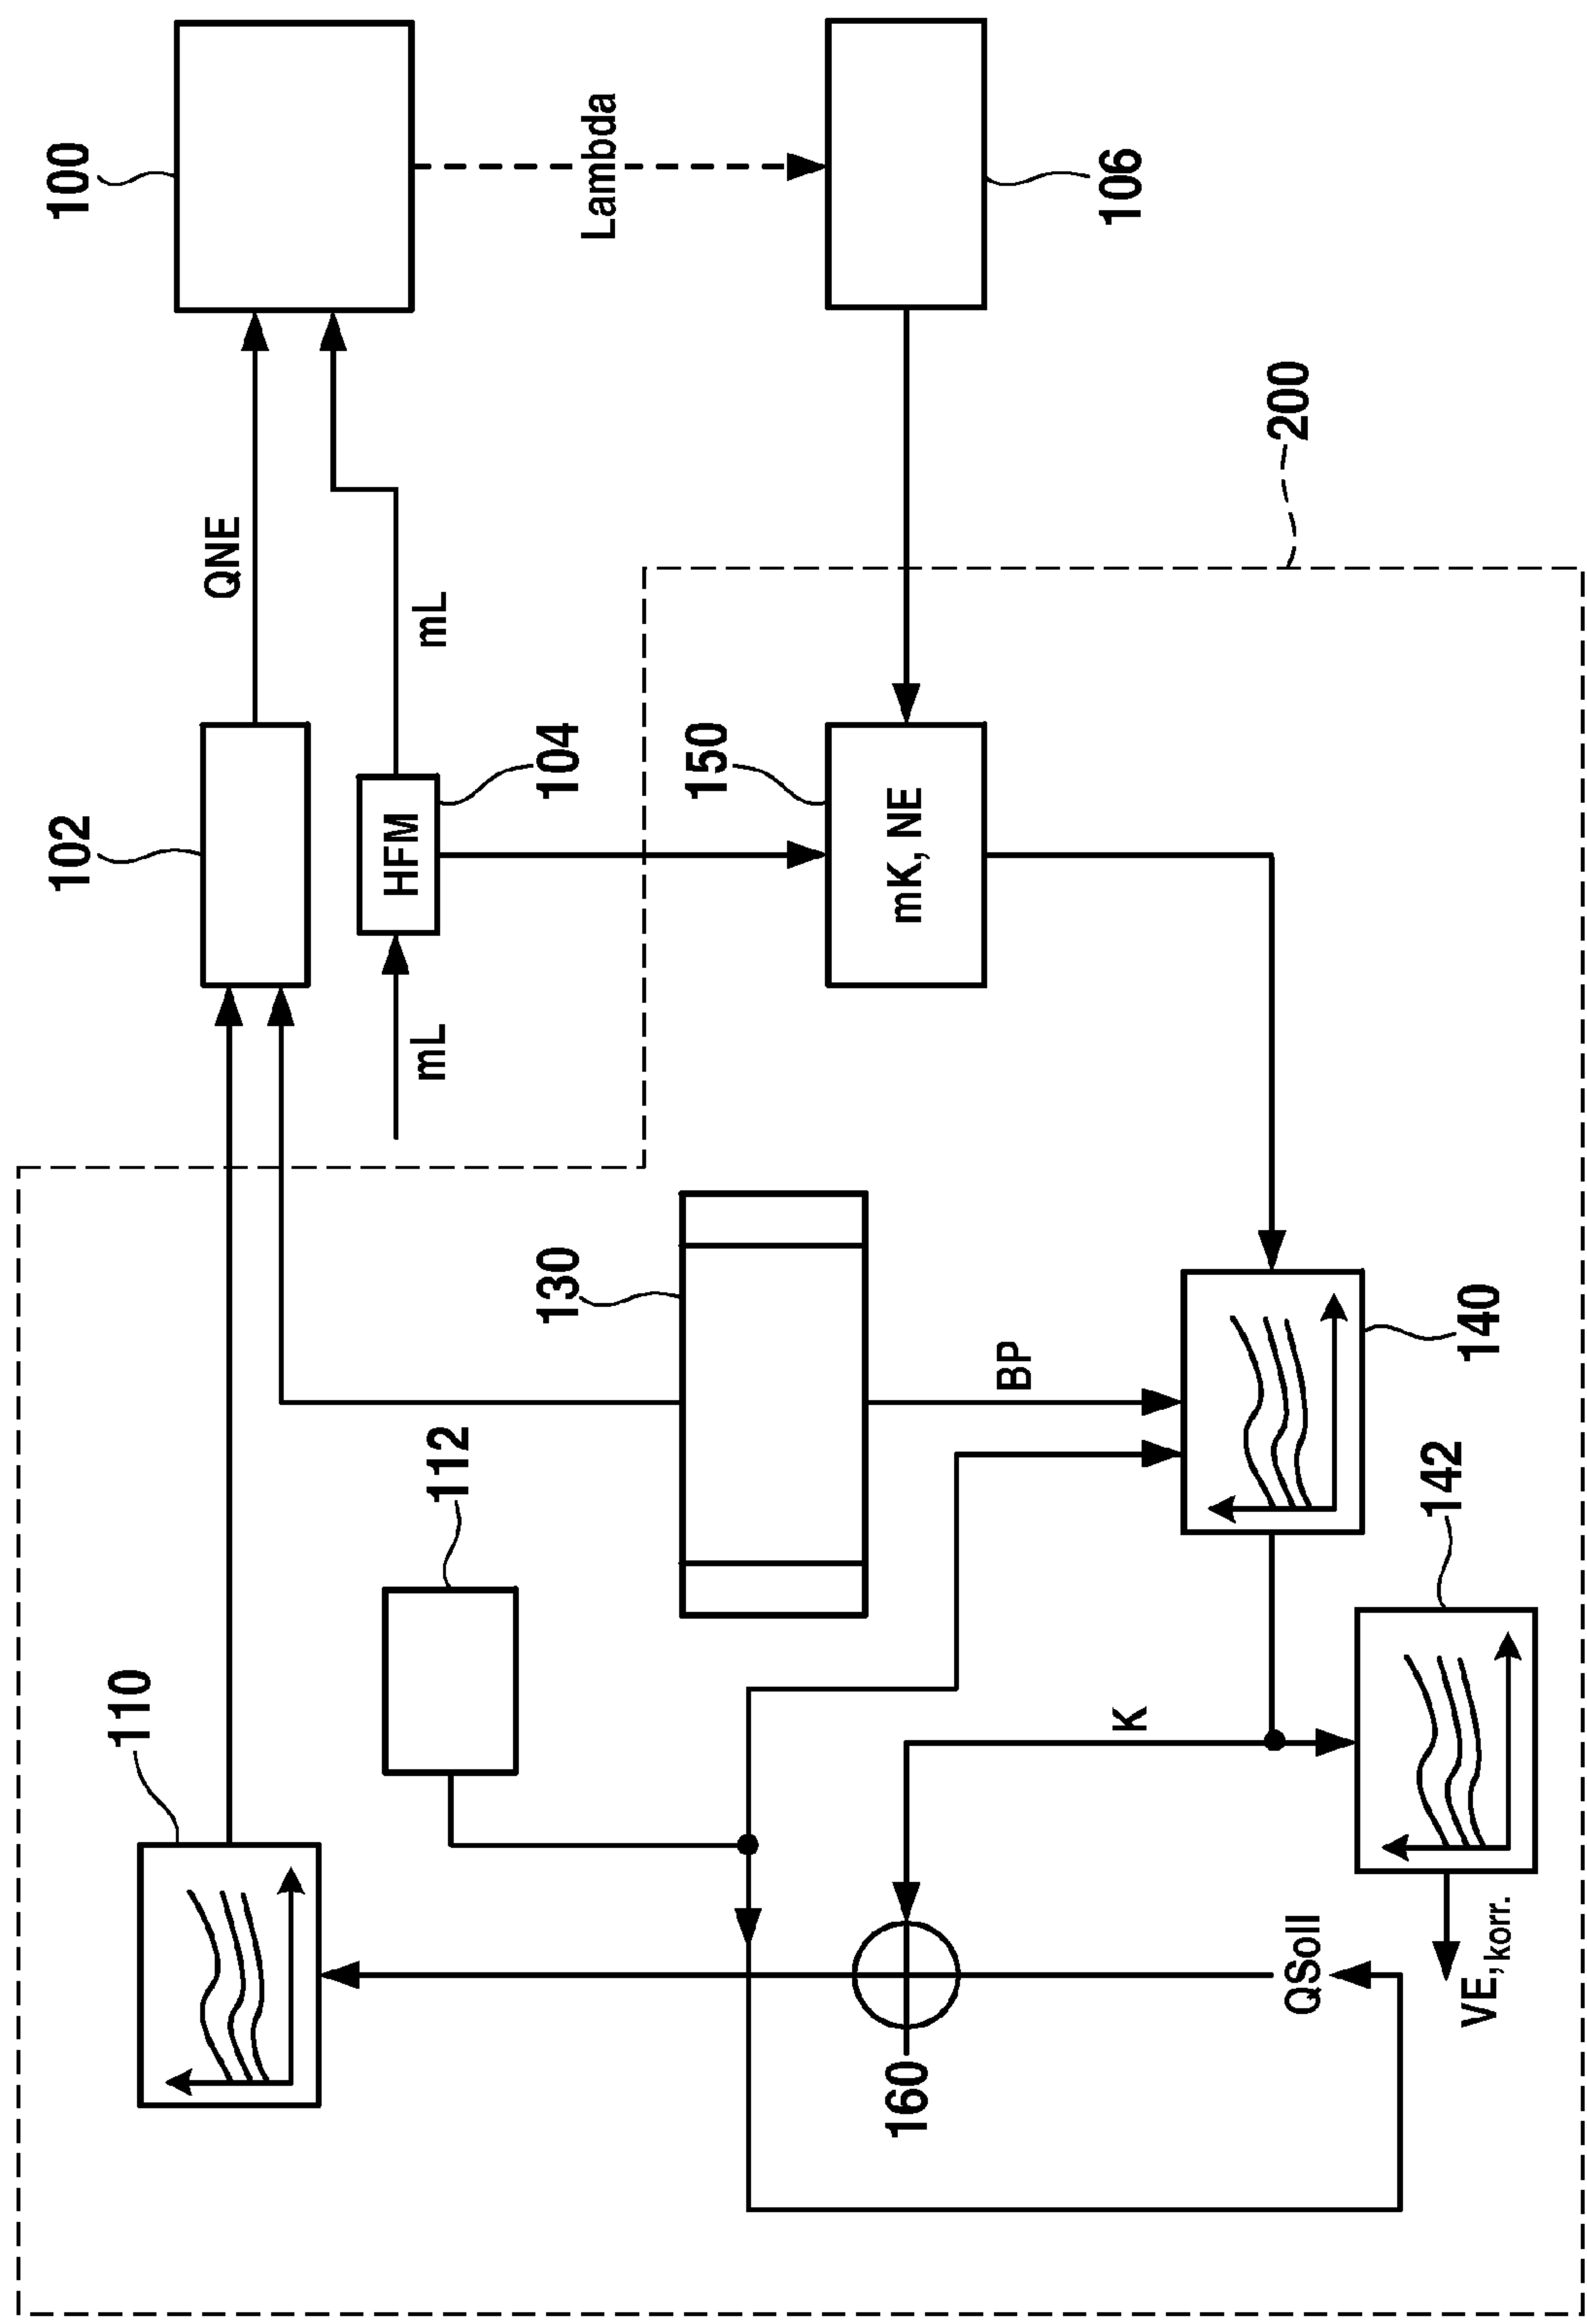 102
100
110
QNE
HFM
mL
mL
112
130
104
Lambda
150
160
mK, NE
BP
K
106
QSoll
200
142
VE,korr.
140